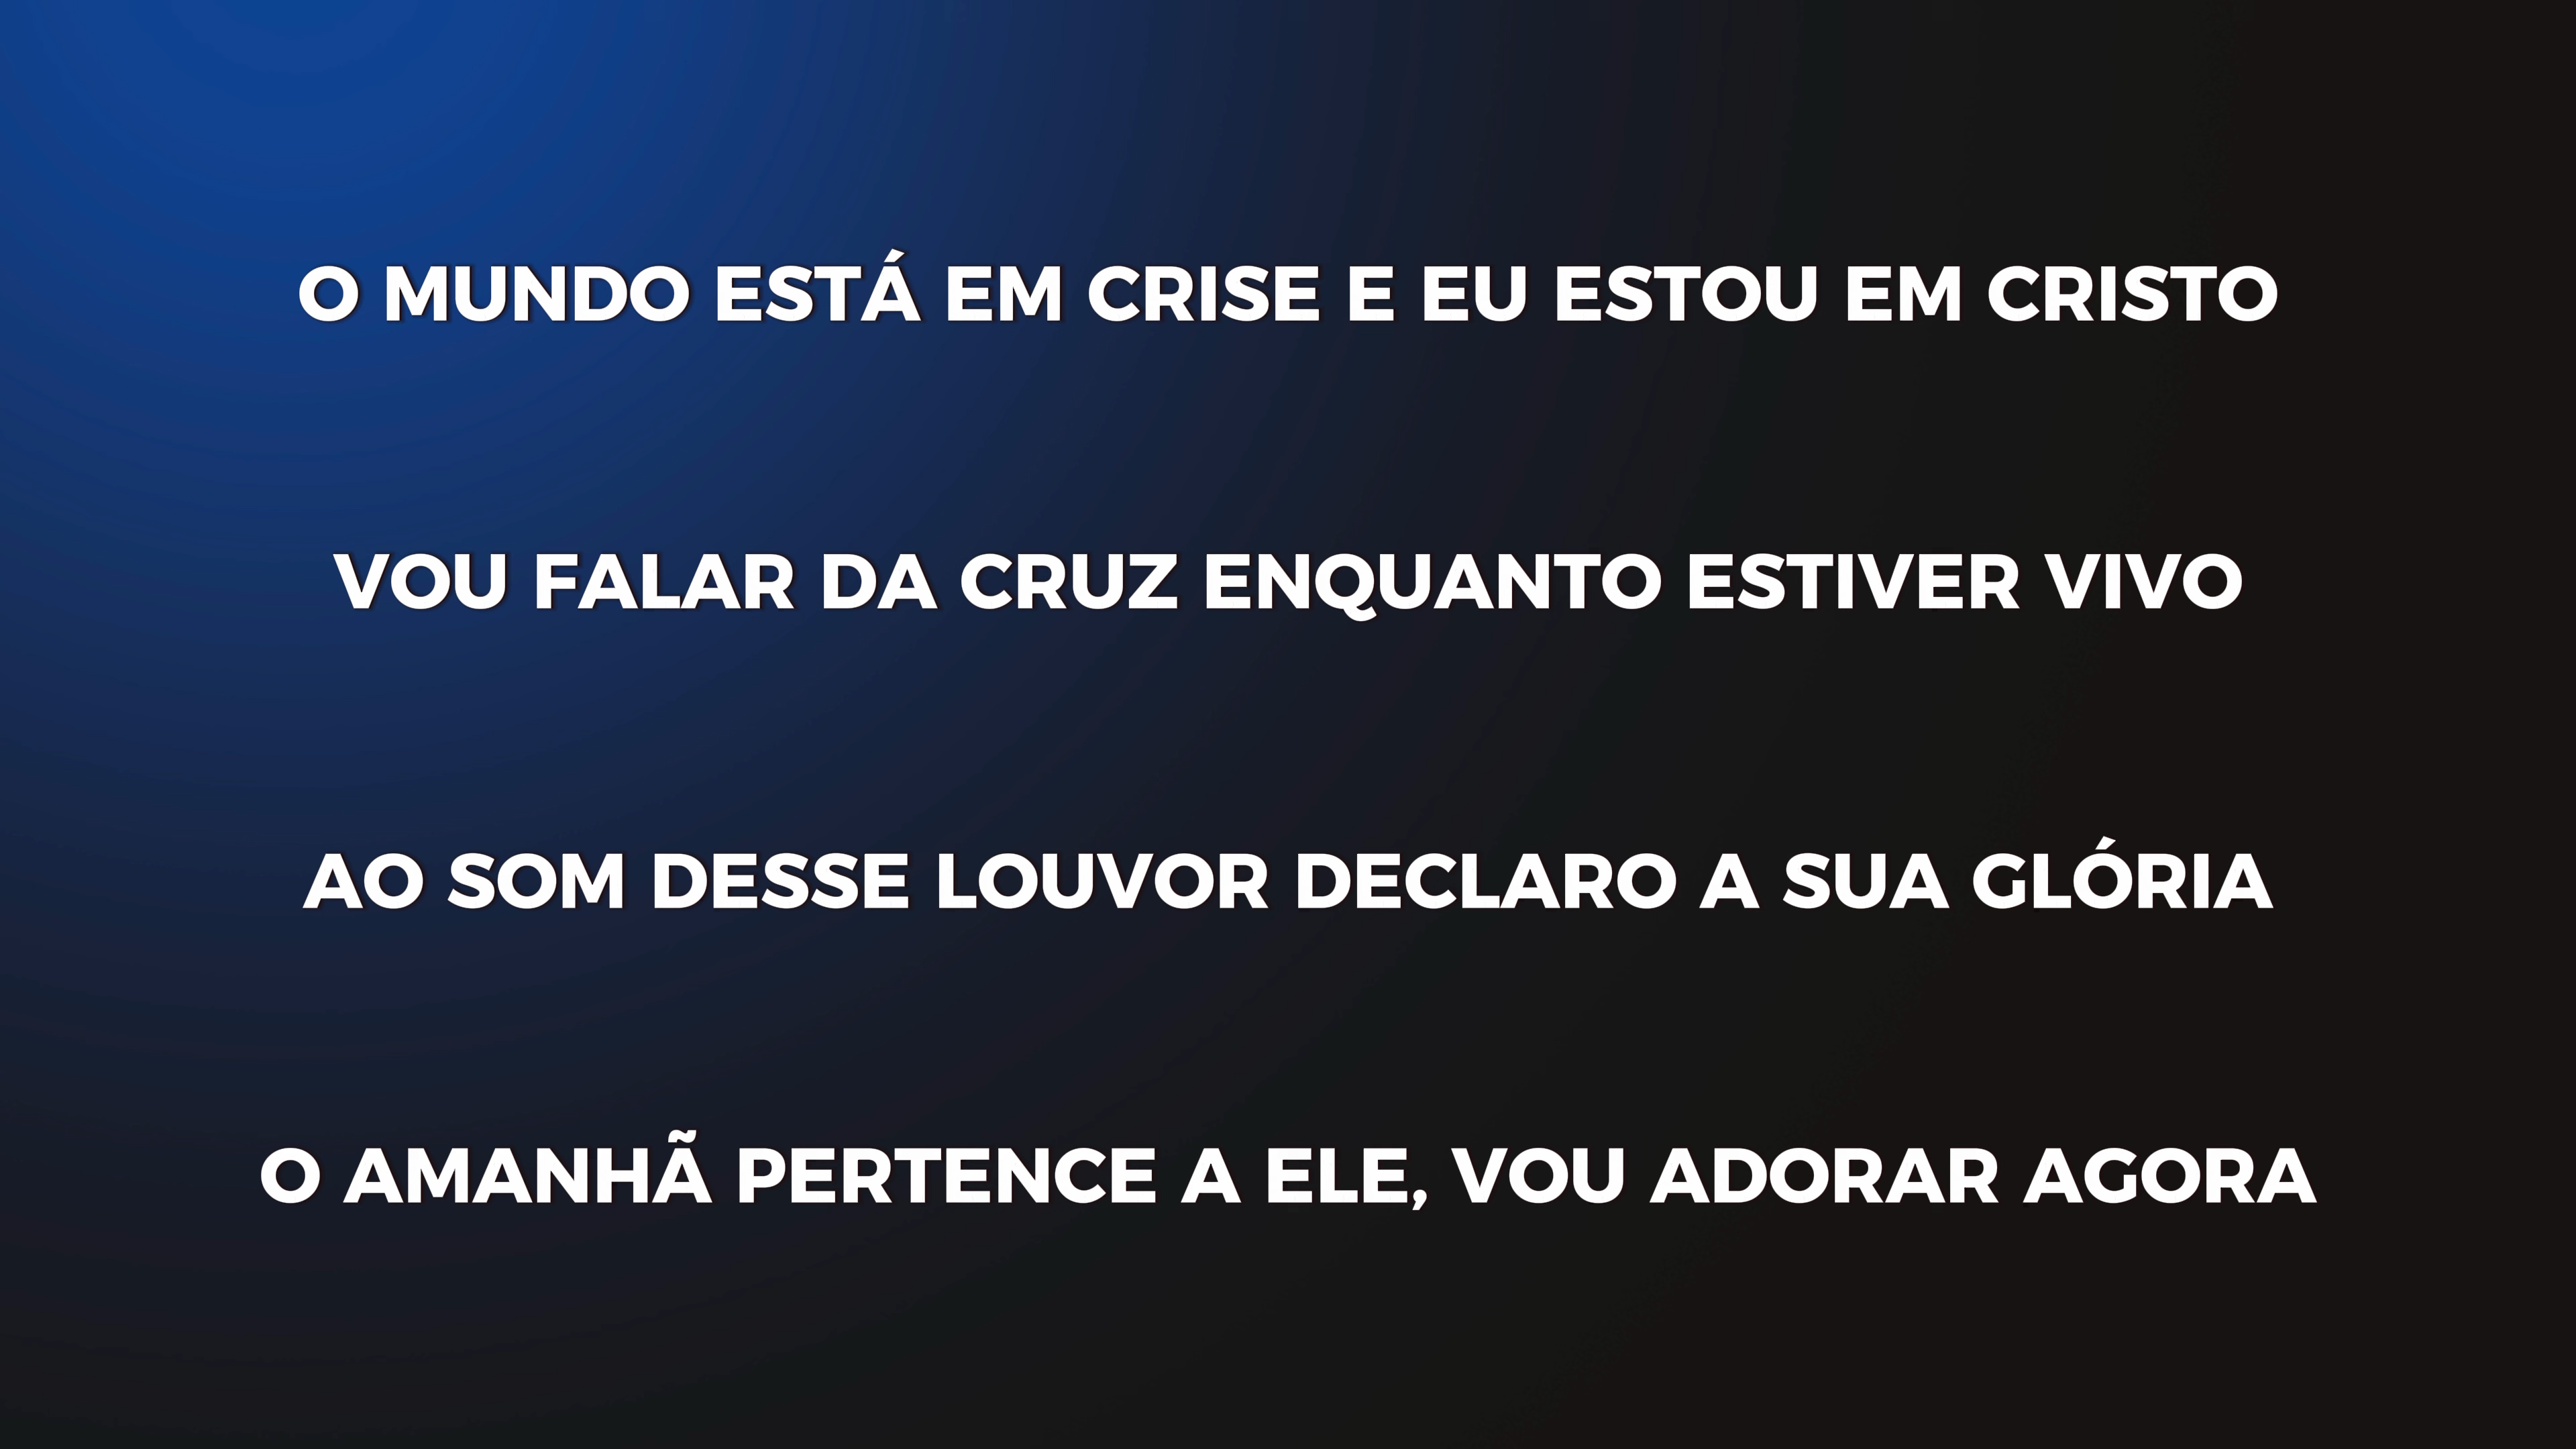 O MUNDO ESTÁ EM CRISE E EU ESTOU EM CRISTO
VOU FALAR DA CRUZ ENQUANTO ESTIVER VIVO
AO SOM DESSE LOUVOR DECLARO A SUA GLÓRIA
O AMANHÃ PERTENCE A ELE, VOU ADORAR AGORA